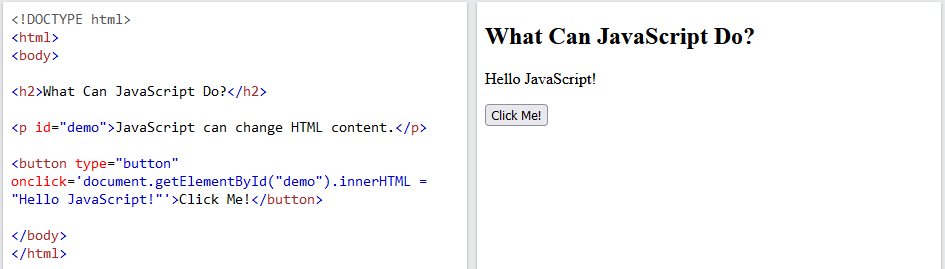 <!DOCTYPE html>
<html>
<body>
<h2>What Can JavaScript Do?</h2>
<p id="demo">JavaScript can change HTML content.</p>
<button type="button"
onclick='document.getElementById("demo").innerHTML =
"Hello JavaScript!"'>Click Me!</button>
</body>
</html>
What Can JavaScript Do?
Hello JavaScript!
Click Me!